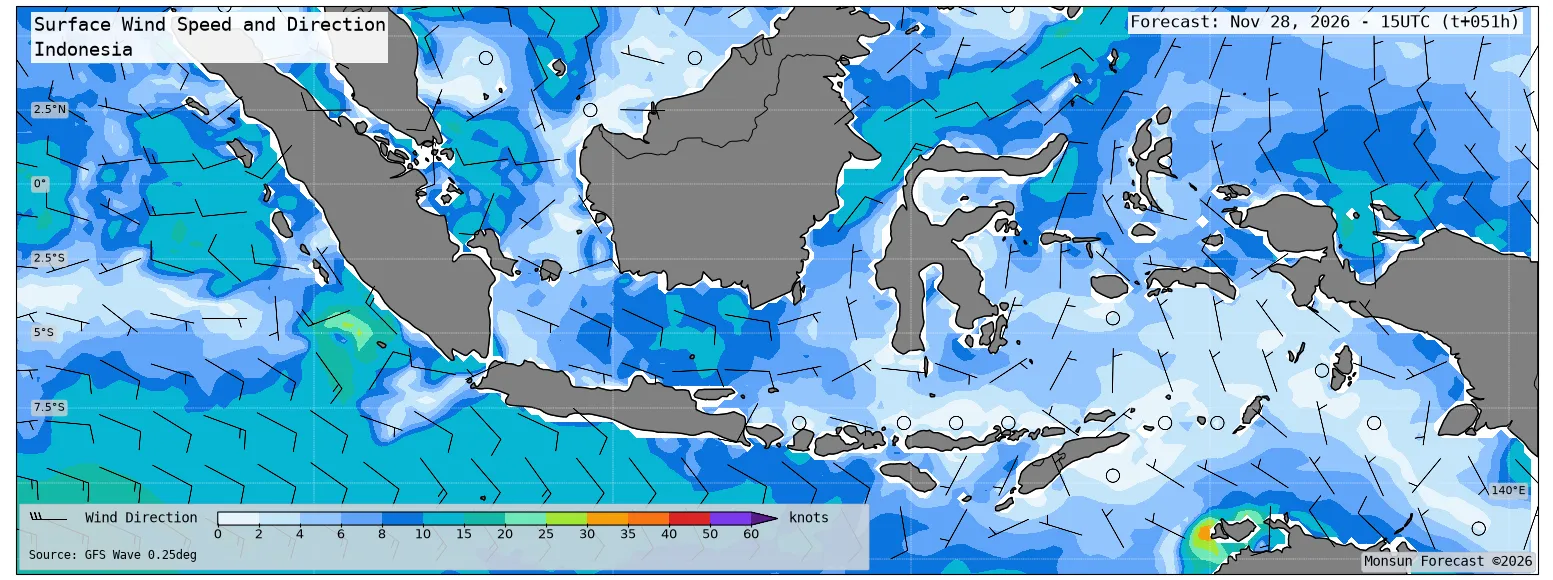 Surface Wind Speed and Direction
Indonesia
Forecast: Nov 28, 2026 - 15UTC (t+051h)
2.5°N
0°
2.5°S
5°S
7.5°S
140°E
Wind Direction
0 2 4 6 8 10 15 20 25 30 35 40 50 60
knots
Source: GFS Wave 0.25deg
Monsun Forecast ©2026